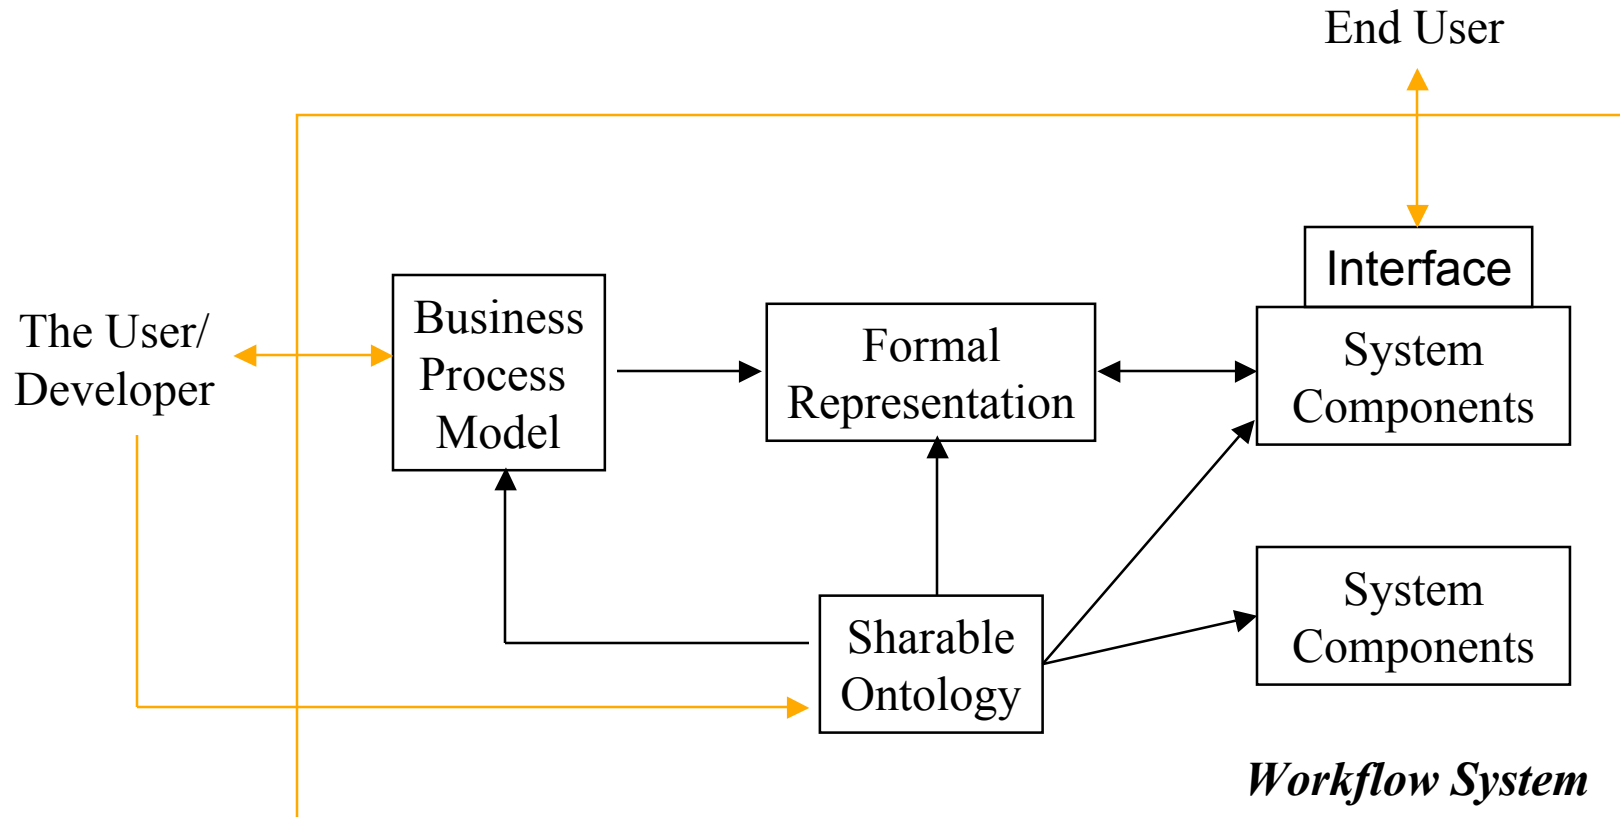 End User
Interface
The User/
Developer
Business
Process
Model
Formal
Representation
System
Components
Sharable
Ontology
System
Components
Workflow System